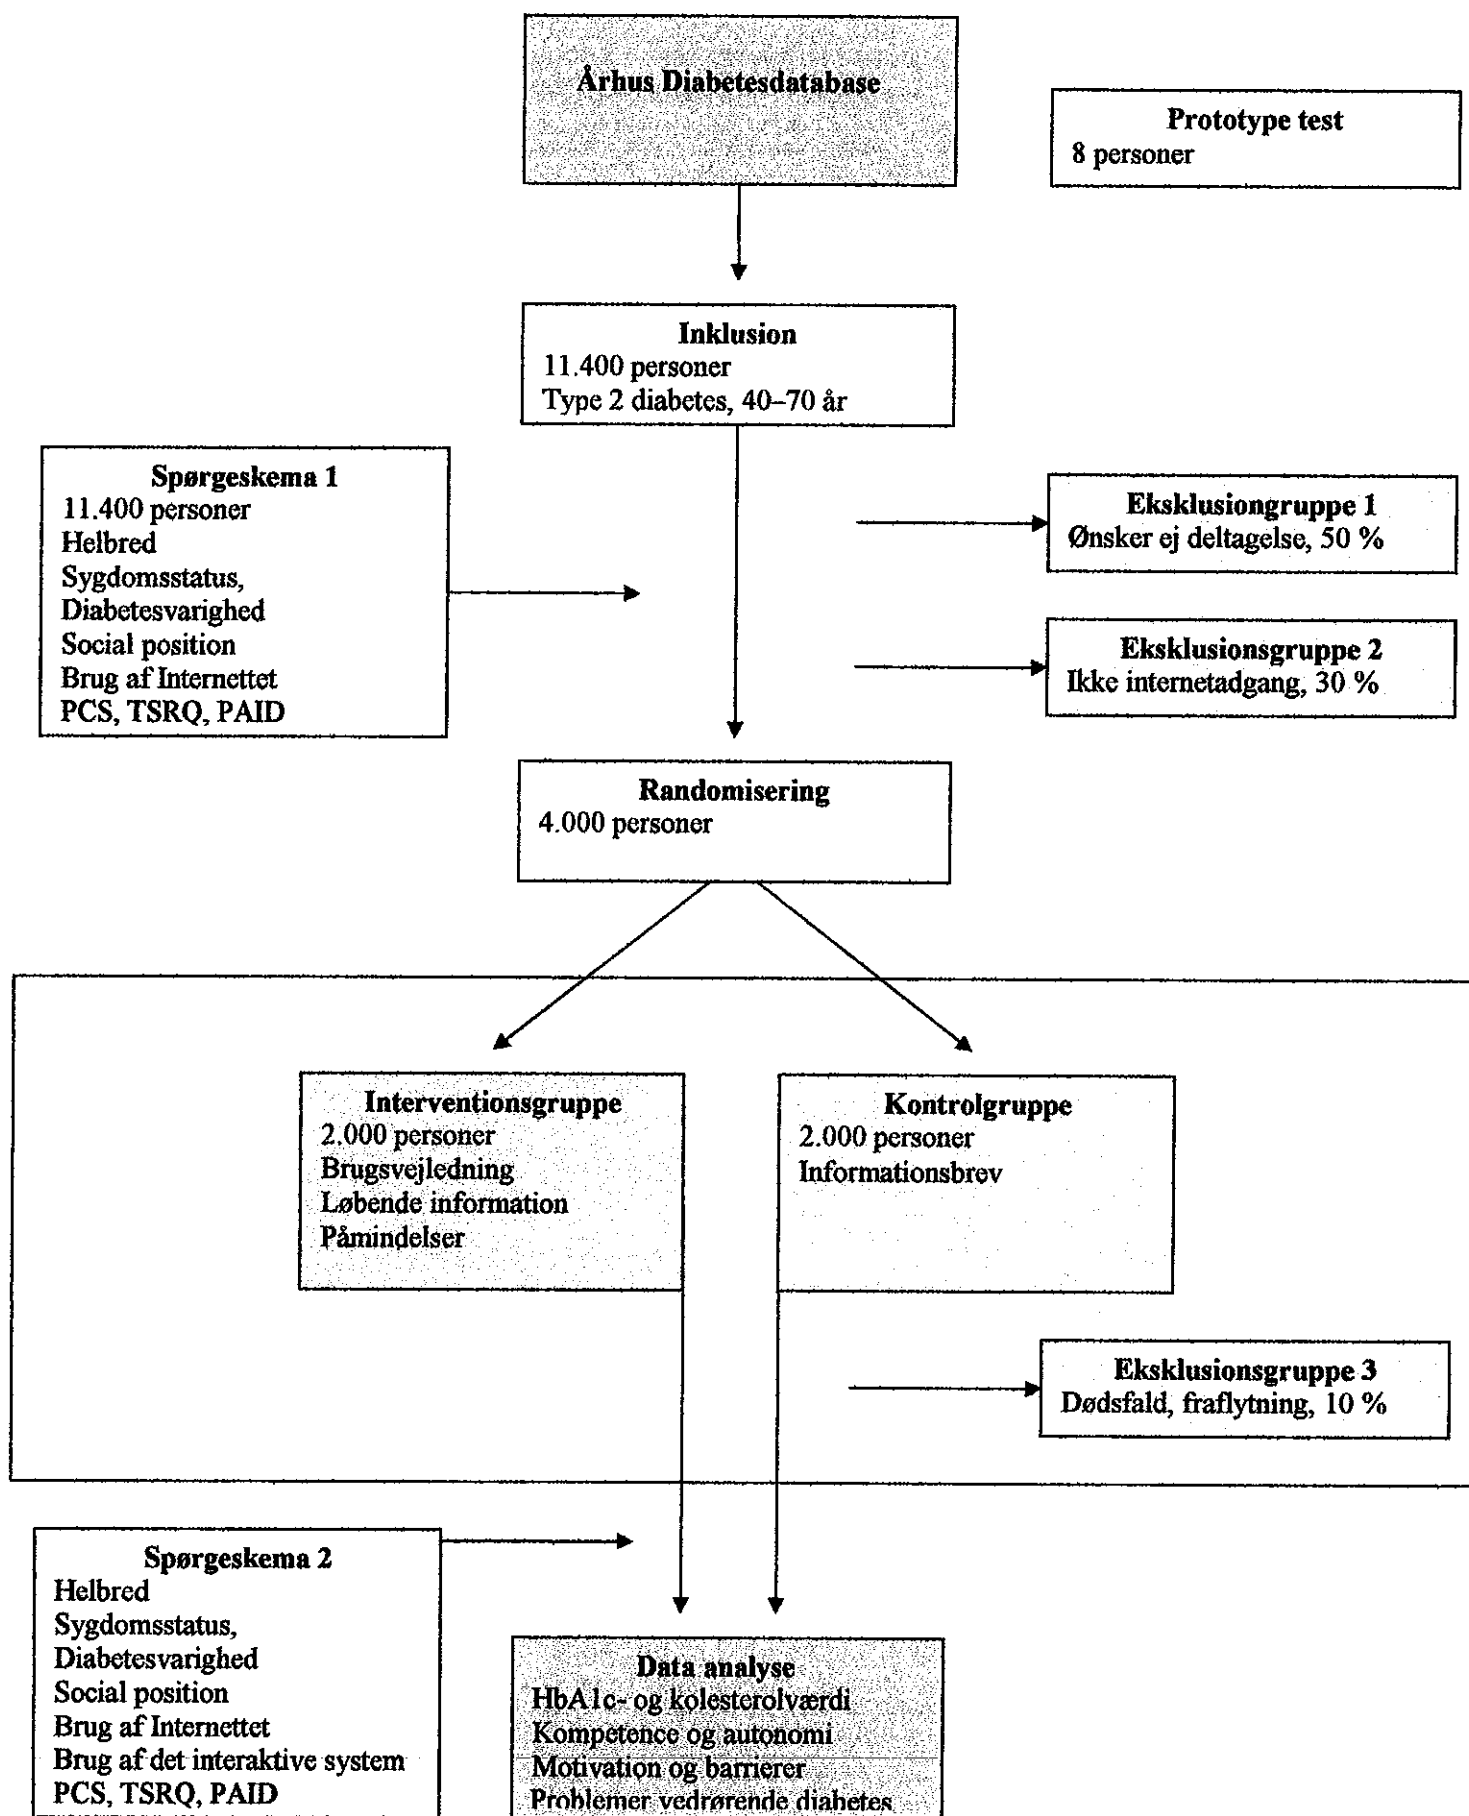 Århus Diabetesdatabase
Prototype test
8 personer
Inklusion
11.400 personer
Type 2 diabetes, 40–70 år
Spørgeskema 1
11.400 personer
Helbred
Sygdomsstatus,
Diabetesvarighed
Social position
Brug af Internettet
PCS, TSRQ, PAID
Eksklusiongruppe 1
Ønsker ej deltagelse, 50 %
Eksklusionsgruppe 2
Ikke internetadgang, 30 %
Randomisering
4.000 personer
Interventionsgruppe
2.000 personer
Brugsvejledning
Løbende information
Påmindelser
Kontrolgruppe
2.000 personer
Informationsbrev
Eksklusionsgruppe 3
Dødsfald, fraflytning, 10 %
Spørgeskema 2
Helbred
Sygdomsstatus,
Diabetesvarighed
Social position
Brug af Internettet
Brug af det interaktive system
PCS, TSRQ, PAID
Data analyse
HbA1c- og kolesterolværdi
Kompetence og autonomi
Motivation og barrierer
Problemer vedrørende diabetes